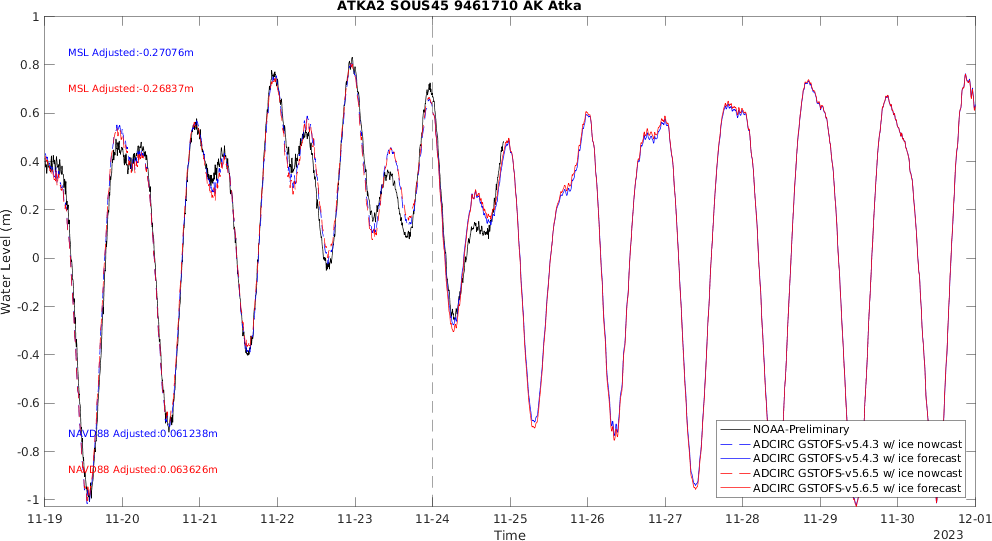 ATKA2 SOUS45 9461710 AK Atka
MSL Adjusted:-0.27076m
MSL Adjusted:-0.26837m
NAVD88 Adjusted:0.061238m
NAVD88 Adjusted:0.063626m
Water Level (m)
1
0.8
0.6
0.4
0.2
0
-0.2
-0.4
-0.6
-0.8
-1
NOAA-Preliminary
ADCIRC GSTOFS-v5.4.3 w/ ice nowcast
ADCIRC GSTOFS-v5.4.3 w/ ice forecast
ADCIRC GSTOFS-v5.6.5 w/ ice nowcast
ADCIRC GSTOFS-v5.6.5 w/ ice forecast
11-19 11-20 11-21 11-22 11-23 11-24 11-25 11-26 11-27 11-28 11-29 11-30 12-01
Time
2023